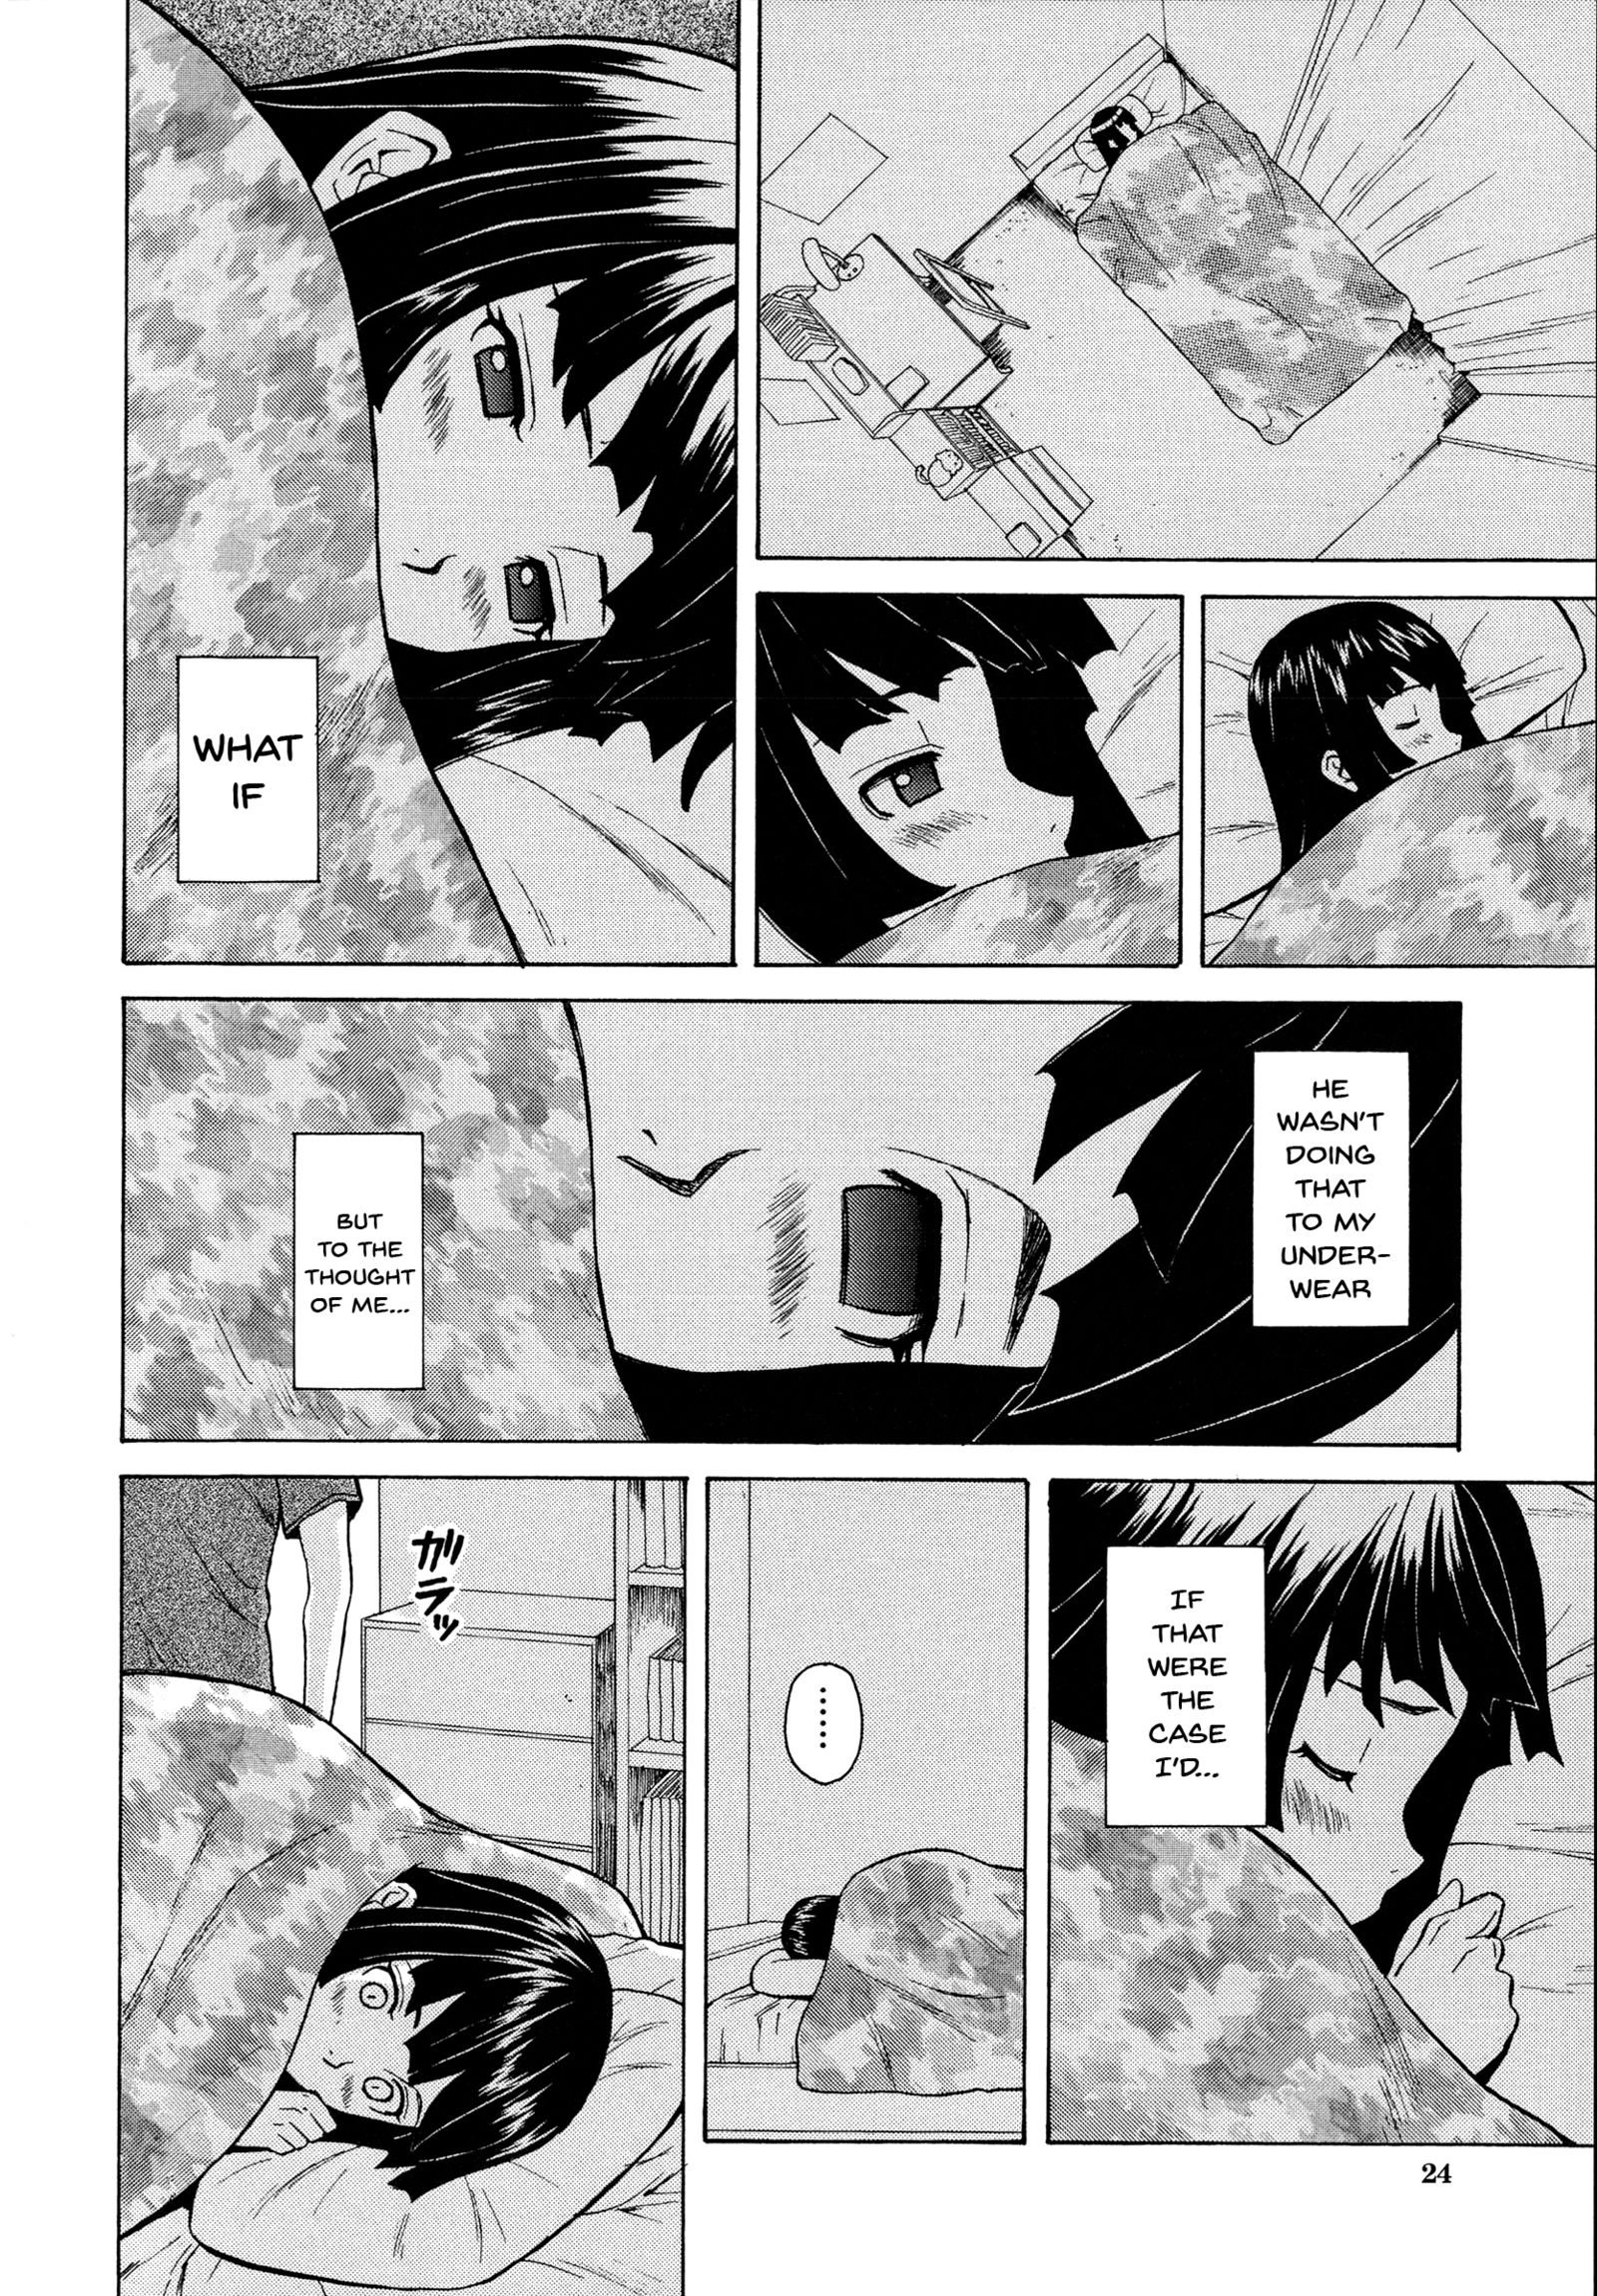 WHAT
IF
HE
WASN'T
DOING
THAT
TO MY
UNDER-
WEAR
BUT
TO THE
THOUGHT
OF ME...
IF
THAT
WERE
THE
CASE
I'D...
......
ガラッ
24